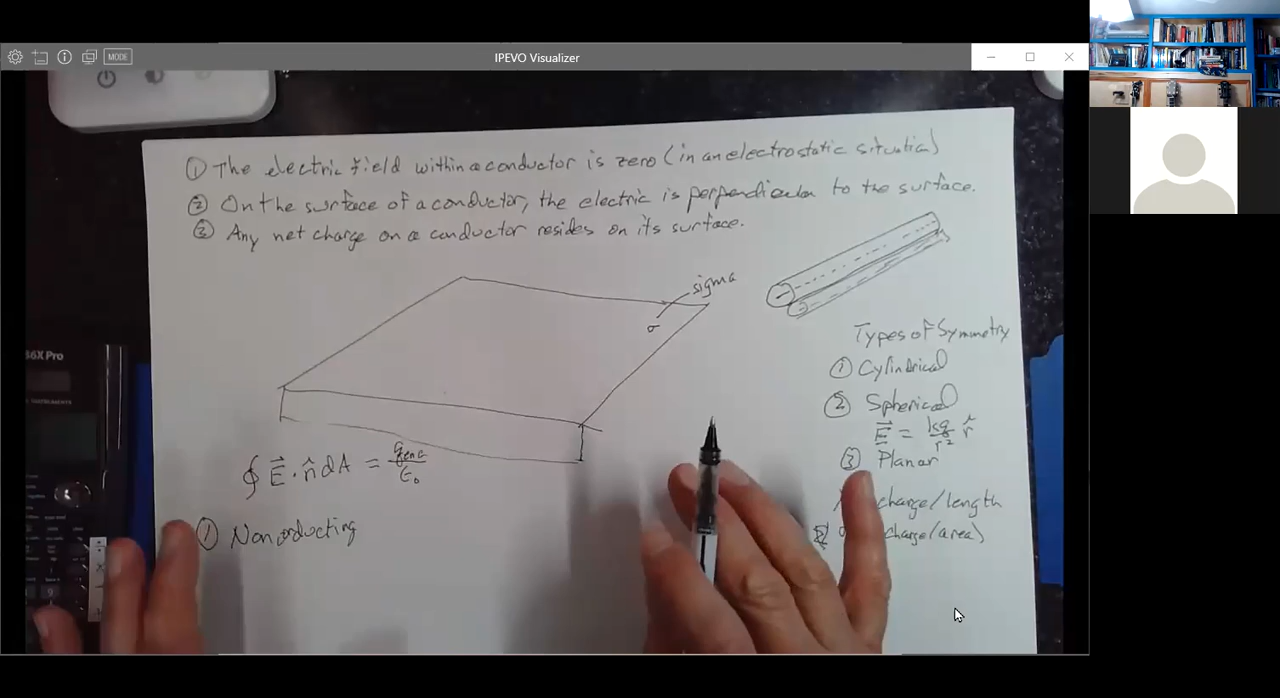 MODE
IPEVO Visualizer
① The electric field within a conductor is zero (in an electrostatic situation)
② On the surface of a conductor, the electric is perpendicular to the surface.
③ Any net charge on a conductor resides on its surface.
sigma
σ
Types of Symmetry
① Cylindrical
② Spherical
E⃗ = kq/r² r̂
③ Planar
charge/length
charge/area)
36X Pro
∮ E⃗ · n̂ dA = qenc/ε₀
① Nonconducting